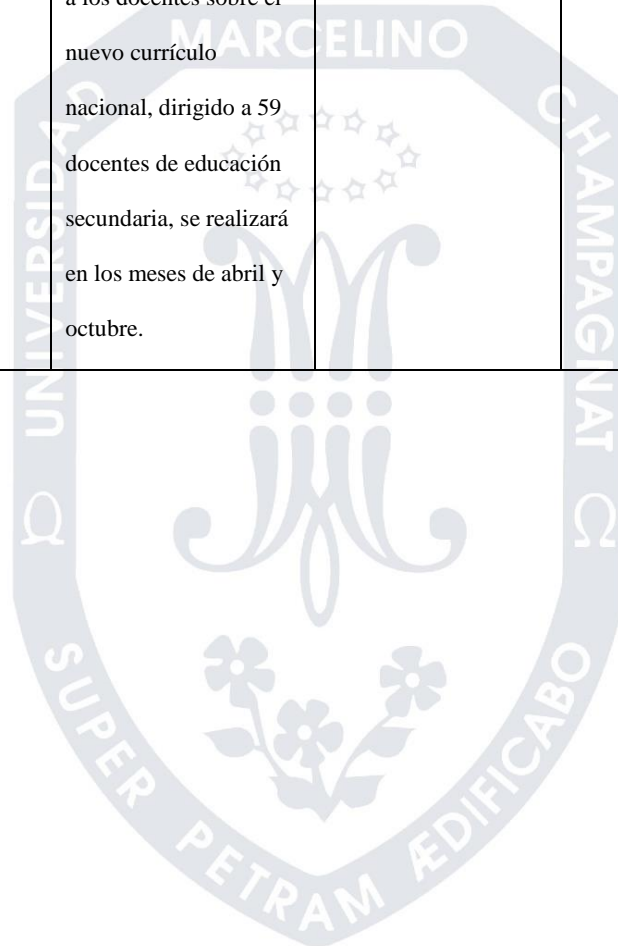 a los docentes sobre el
nuevo currículo
nacional, dirigido a 59
docentes de educación
secundaria, se realizará
en los meses de abril y
octubre.
UNIVERSIDAD
MARCELINO
CHAMPAGNAT
Ω
Ω
SUPER PETRAM ÆDIFICABO